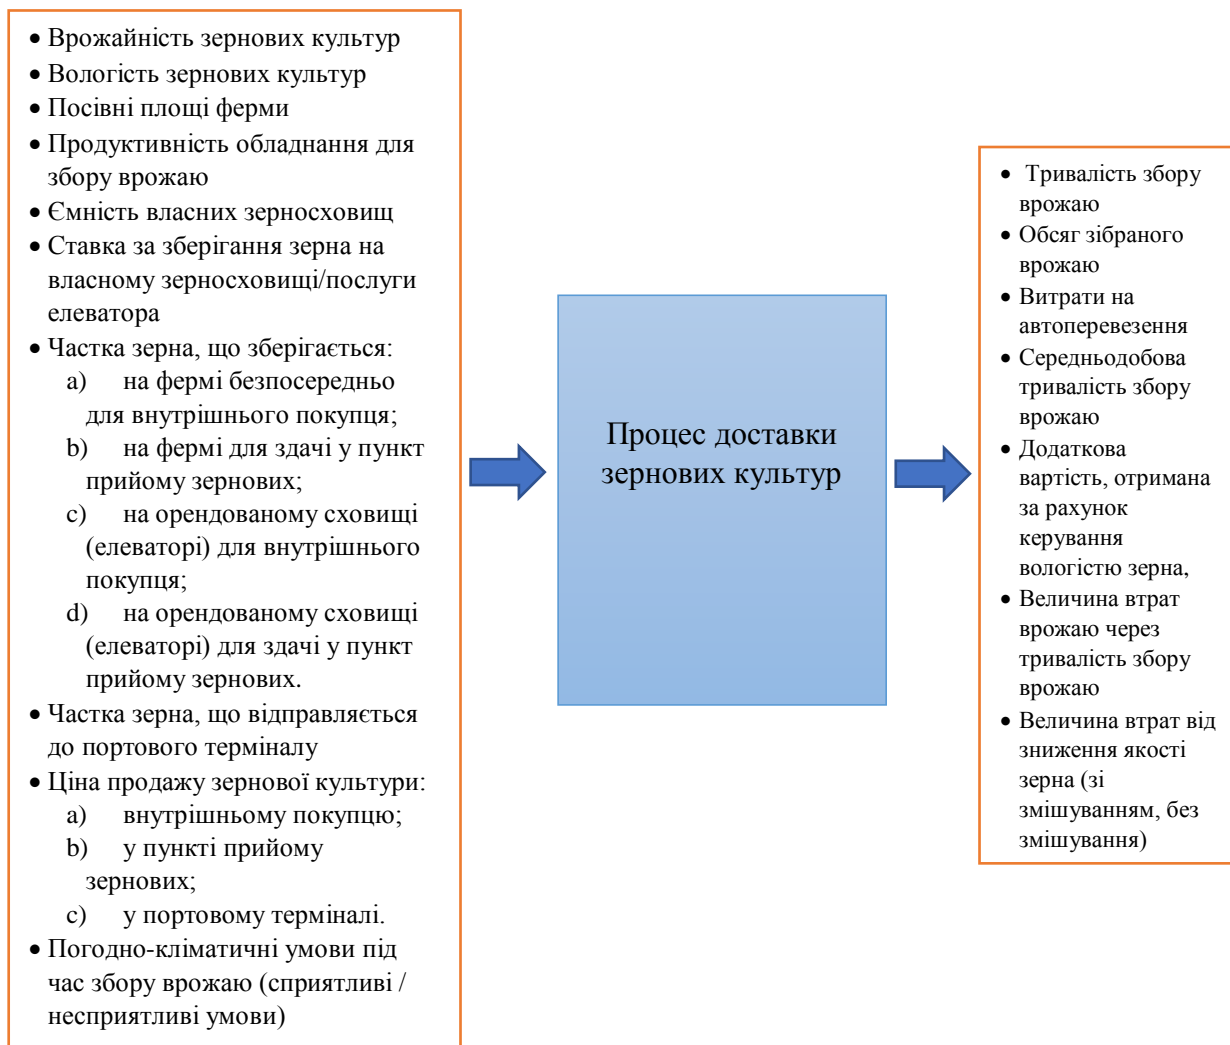 • Врожайність зернових культур
• Вологість зернових культур
• Посівні площі ферми
• Продуктивність обладнання для
збору врожаю
• Ємність власних зерносховищ
• Ставка за зберігання зерна на
власному зерносховищі/послуги
елеватора
• Частка зерна, що зберігається:
a) на фермі безпосередньо
для внутрішнього покупця;
b) на фермі для здачі у пункт
прийому зернових;
c) на орендованому сховищі
(елеваторі) для внутрішнього
покупця;
d) на орендованому сховищі
(елеваторі) для здачі у пункт
прийому зернових.
• Частка зерна, що відправляється
до портового терміналу
• Ціна продажу зернової культури:
a) внутрішньому покупцю;
b) у пункті прийому
зернових;
c) у портовому терміналі.
• Погодно-кліматичні умови під
час збору врожаю (сприятливі /
несприятливі умови)
Процес доставки
зернових культур
• Тривалість збору
врожаю
• Обсяг зібраного
врожаю
• Витрати на
автоперевезення
• Середньодобова
тривалість збору
врожаю
• Додаткова
вартість, отримана
за рахунок
керування
вологістю зерна,
• Величина втрат
врожаю через
тривалість збору
врожаю
• Величина втрат від
зниження якості
зерна (зі
змішуванням, без
змішування)